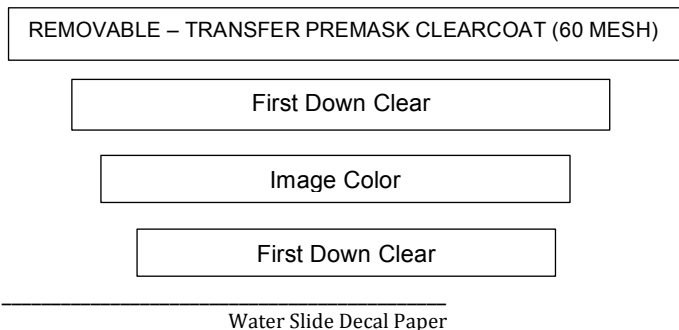 REMOVABLE – TRANSFER PREMASK CLEARCOAT (60 MESH)
First Down Clear
Image Color
First Down Clear
Water Slide Decal Paper